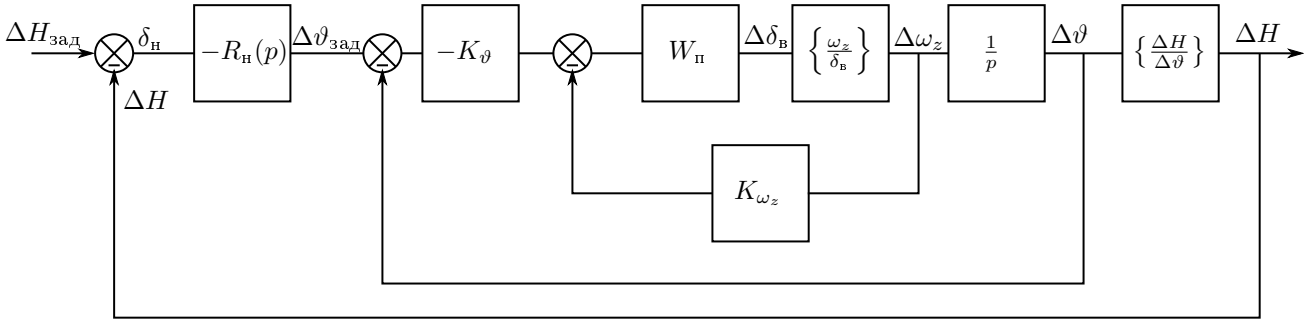 ΔH_зад
δ_н
−R_н(p)
Δϑ_зад
−K_ϑ
W_п
Δδ_в
{ω_z/δ_в}
Δω_z
1/p
Δϑ
{ΔH/Δϑ}
ΔH
ΔH
K_ω_z